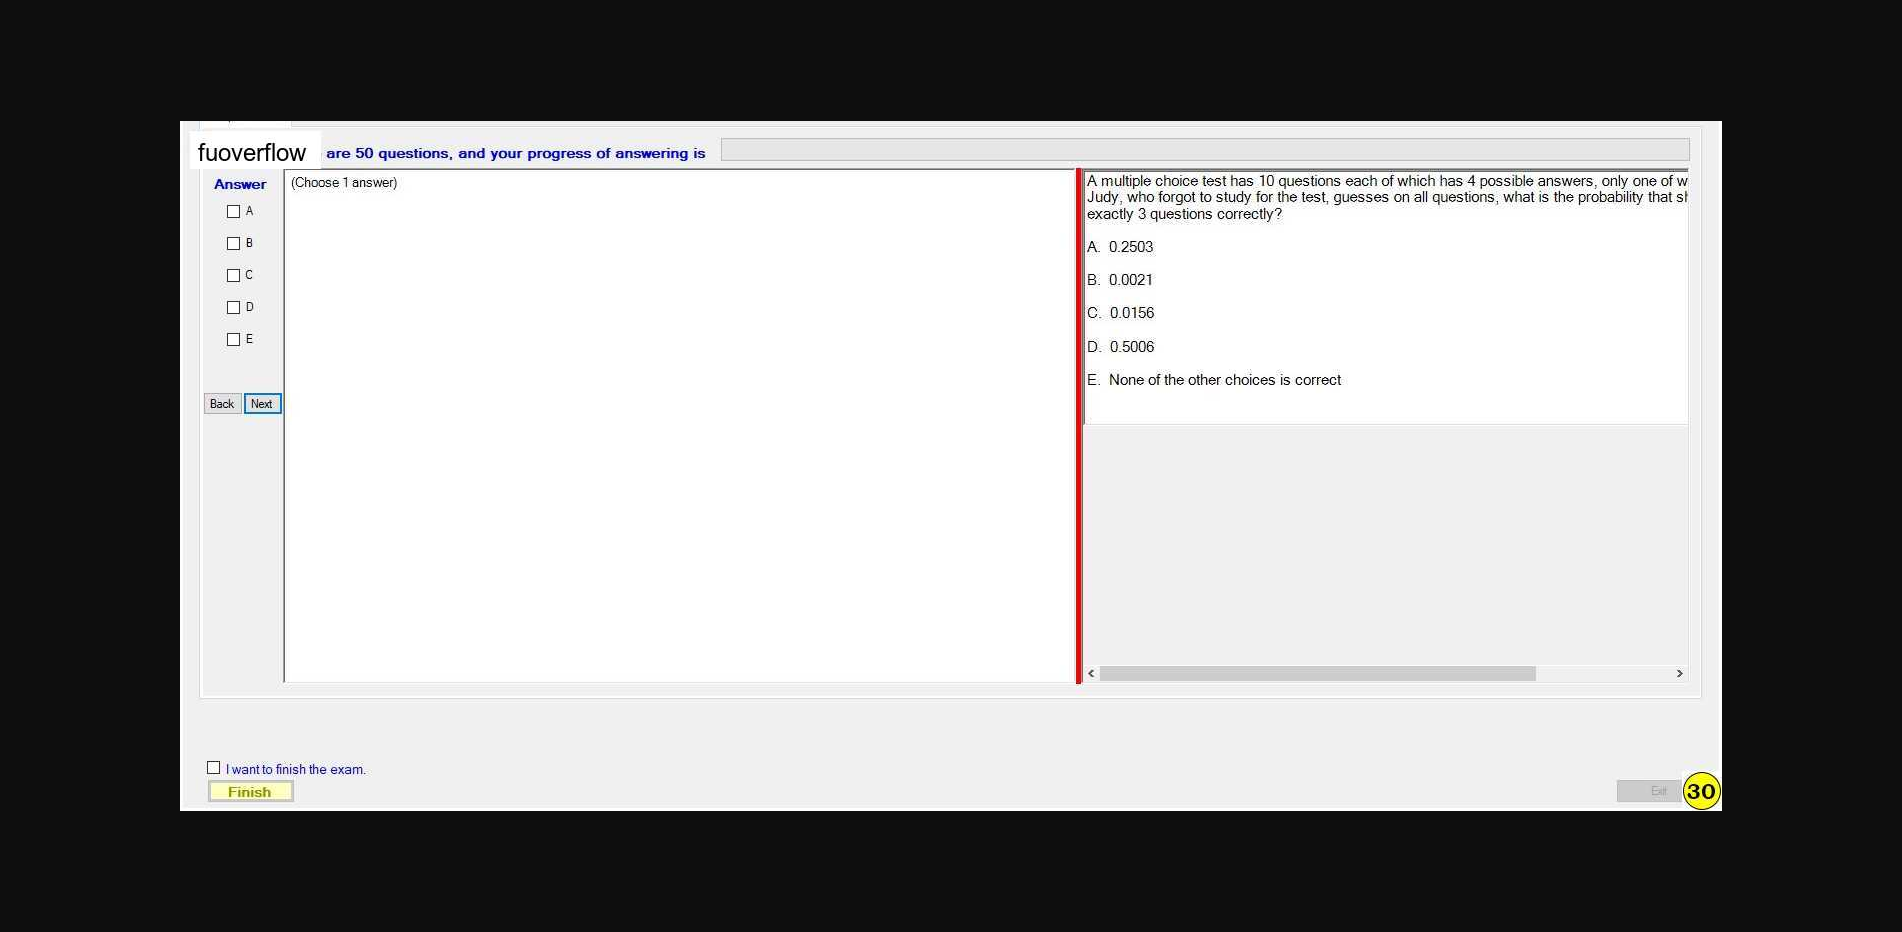 fuoverflow are 50 questions, and your progress of answering is
Answer
A
B
C
D
E
Back Next
(Choose 1 answer)
A multiple choice test has 10 questions each of which has 4 possible answers, only one of
Judy, who forgot to study for the test, guesses on all questions, what is the probability that
exactly 3 questions correctly?
A. 0.2503
B. 0.0021
C. 0.0156
D. 0.5006
E. None of the other choices is correct
I want to finish the exam.
Finish
Exit
30